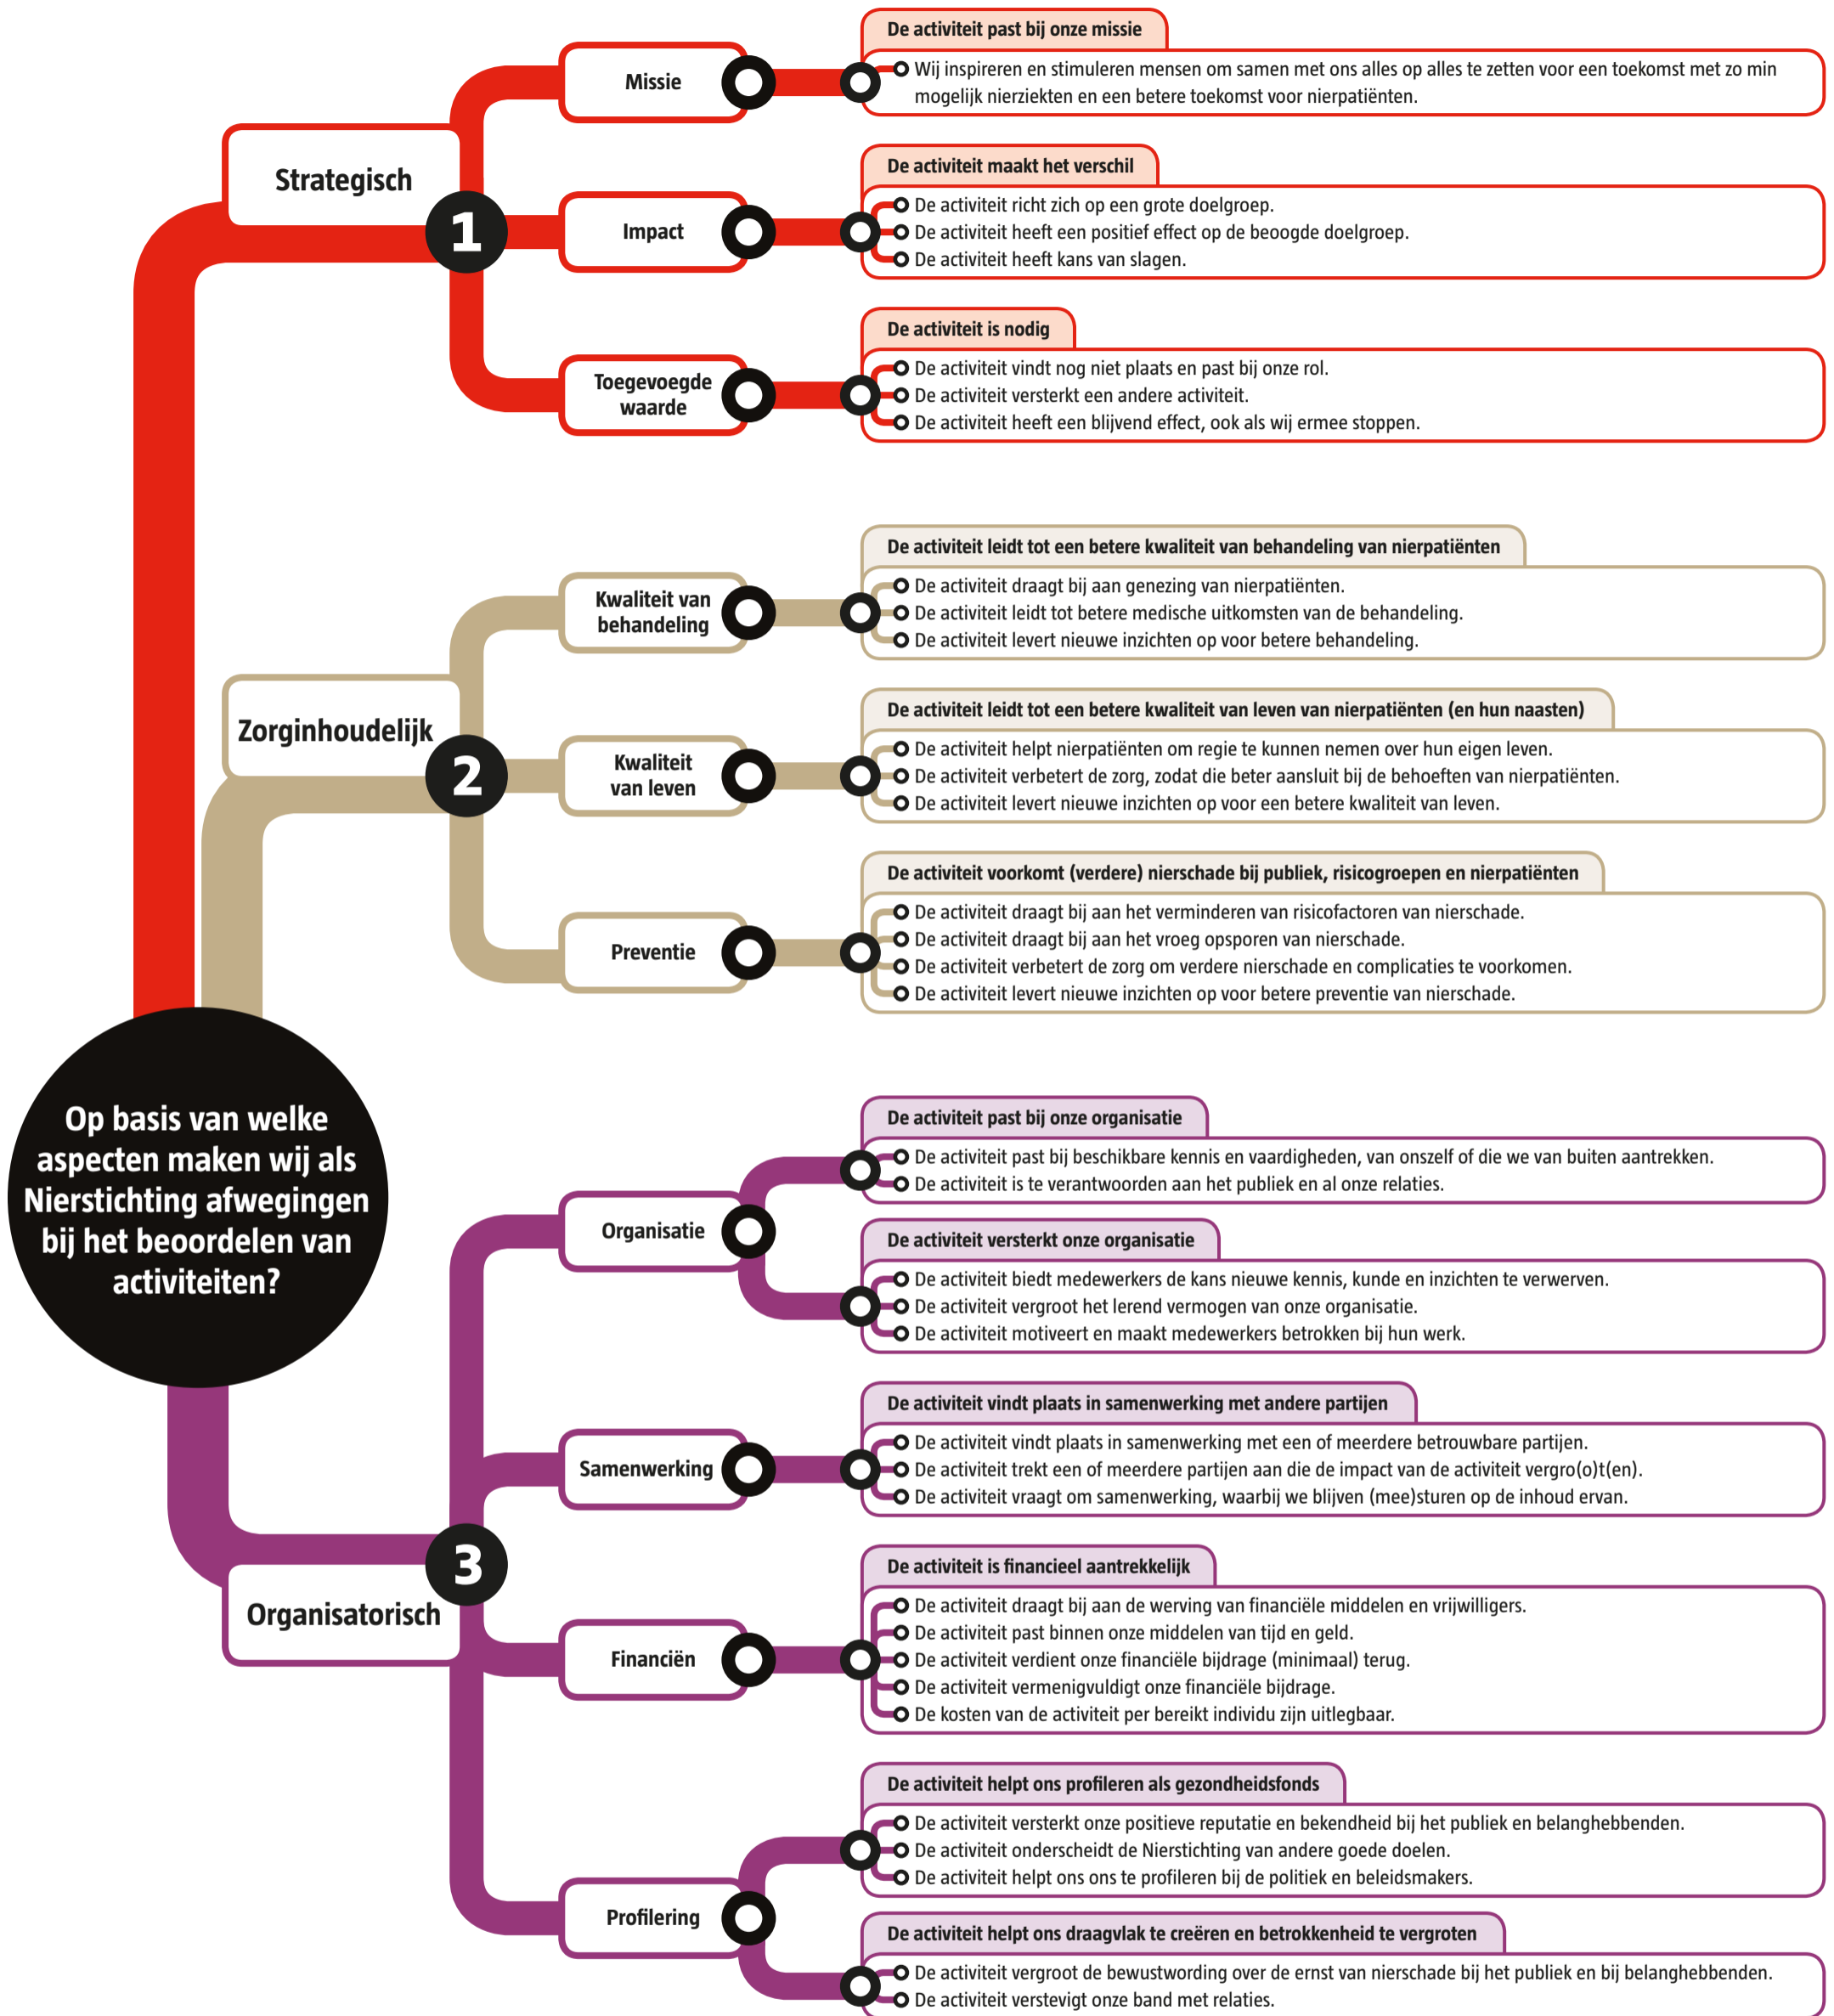 De activiteit past bij onze missie
Missie
Wij inspireren en stimuleren mensen om samen met ons alles op alles te zetten voor een toekomst met zo min
mogelijk nierziekten en een betere toekomst voor nierpatiënten.
Strategisch
1
De activiteit maakt het verschil
Impact
De activiteit richt zich op een grote doelgroep.
De activiteit heeft een positief effect op de beoogde doelgroep.
De activiteit heeft kans van slagen.
De activiteit is nodig
Toegevoegde
waarde
De activiteit vindt nog niet plaats en past bij onze rol.
De activiteit versterkt een andere activiteit.
De activiteit heeft een blijvend effect, ook als wij ermee stoppen.
De activiteit leidt tot een betere kwaliteit van behandeling van nierpatiënten
Kwaliteit van
behandeling
De activiteit draagt bij aan genezing van nierpatiënten.
De activiteit leidt tot betere medische uitkomsten van de behandeling.
De activiteit levert nieuwe inzichten op voor betere behandeling.
Zorginhoudelijk
2
De activiteit leidt tot een betere kwaliteit van leven van nierpatiënten (en hun naasten)
Kwaliteit
van leven
De activiteit helpt nierpatiënten om regie te kunnen nemen over hun eigen leven.
De activiteit verbetert de zorg, zodat die beter aansluit bij de behoeften van nierpatiënten.
De activiteit levert nieuwe inzichten op voor een betere kwaliteit van leven.
De activiteit voorkomt (verdere) nierschade bij publiek, risicogroepen en nierpatiënten
Preventie
De activiteit draagt bij aan het verminderen van risicofactoren van nierschade.
De activiteit draagt bij aan het vroeg opsporen van nierschade.
De activiteit verbetert de zorg om verdere nierschade en complicaties te voorkomen.
De activiteit levert nieuwe inzichten op voor betere preventie van nierschade.
Op basis van welke
aspecten maken wij als
Nierstichting afwegingen
bij het beoordelen van
activiteiten?
De activiteit past bij onze organisatie
De activiteit past bij beschikbare kennis en vaardigheden, van onszelf of die we van buiten aantrekken.
De activiteit is te verantwoorden aan het publiek en al onze relaties.
Organisatie
De activiteit versterkt onze organisatie
De activiteit biedt medewerkers de kans nieuwe kennis, kunde en inzichten te verwerven.
De activiteit vergroot het lerend vermogen van onze organisatie.
De activiteit motiveert en maakt medewerkers betrokken bij hun werk.
De activiteit vindt plaats in samenwerking met andere partijen
Samenwerking
De activiteit vindt plaats in samenwerking met een of meerdere betrouwbare partijen.
De activiteit trekt een of meerdere partijen aan die de impact van de activiteit vergro(o)t(en).
De activiteit vraagt om samenwerking, waarbij we blijven (mee)sturen op de inhoud ervan.
3
Organisatorisch
De activiteit is financieel aantrekkelijk
Financiën
De activiteit draagt bij aan de werving van financiële middelen en vrijwilligers.
De activiteit past binnen onze middelen van tijd en geld.
De activiteit verdient onze financiële bijdrage (minimaal) terug.
De activiteit vermenigvuldigt onze financiële bijdrage.
De kosten van de activiteit per bereikt individu zijn uitlegbaar.
De activiteit helpt ons profileren als gezondheidsfonds
De activiteit versterkt onze positieve reputatie en bekendheid bij het publiek en belanghebbenden.
De activiteit onderscheidt de Nierstichting van andere goede doelen.
De activiteit helpt ons ons te profileren bij de politiek en beleidsmakers.
Profilering
De activiteit helpt ons draagvlak te creëren en betrokkenheid te vergroten
De activiteit vergroot de bewustwording over de ernst van nierschade bij het publiek en bij belanghebbenden.
De activiteit verstevigt onze band met relaties.